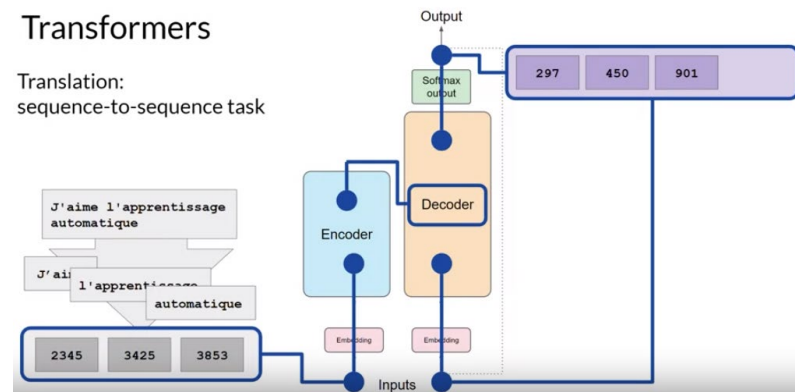 Transformers
Translation:
sequence-to-sequence task
J'aime l'apprentissage
automatique
l'apprentissage
automatique
2345 3425 3853
Encoder
Decoder
Softmax
output
Output
297 450 901
Embedding
Embedding
Inputs